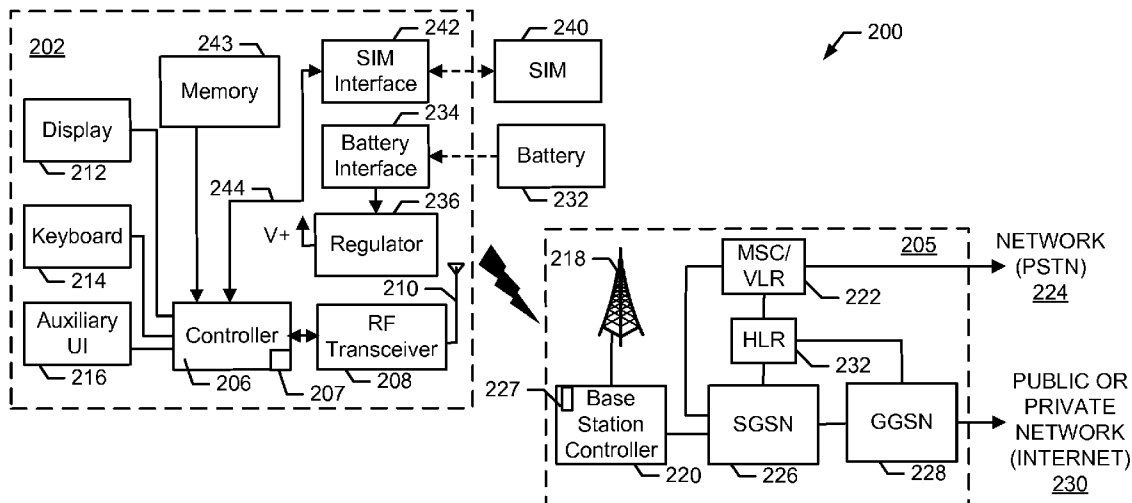 202
243
Memory
242
SIM
Interface
240
SIM
200
Display
212
234
Battery
Interface
Battery
232
244
236
V+
Regulator
Keyboard
214
210
Auxiliary
UI
216
Controller
206
207
RF
Transceiver
208
218
205
MSC/
VLR
222
NETWORK
(PSTN)
224
HLR
232
227
Base
Station
Controller
220
SGSN
226
GGSN
228
PUBLIC OR
PRIVATE
NETWORK
(INTERNET)
230